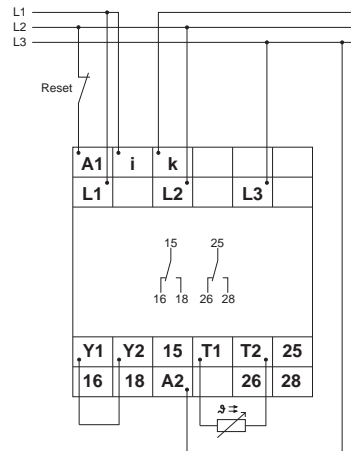 L1
L2
L3
Reset
A1 i k
L1 L2 L3
15 25
16 18 26 28
Y1 Y2 15 T1 T2 25
16 18 A2 26 28
ϑ